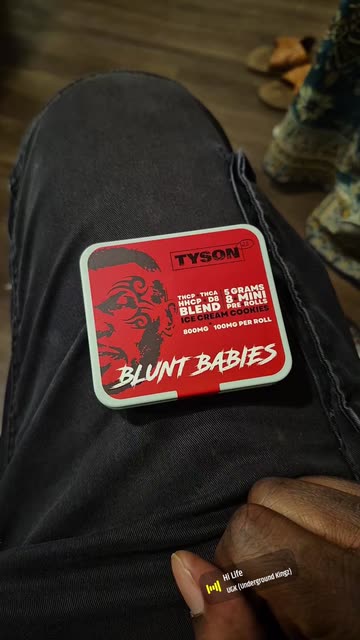 TYSON
THCP THCA
HHCP D8
BLEND
5 GRAMS
8 MINI
PRE ROLLS
ICE CREAM COOKIES
800MG 100MG PER ROLL
BLUNT BABIES
Hi Life
UGK (Underground Kingz)